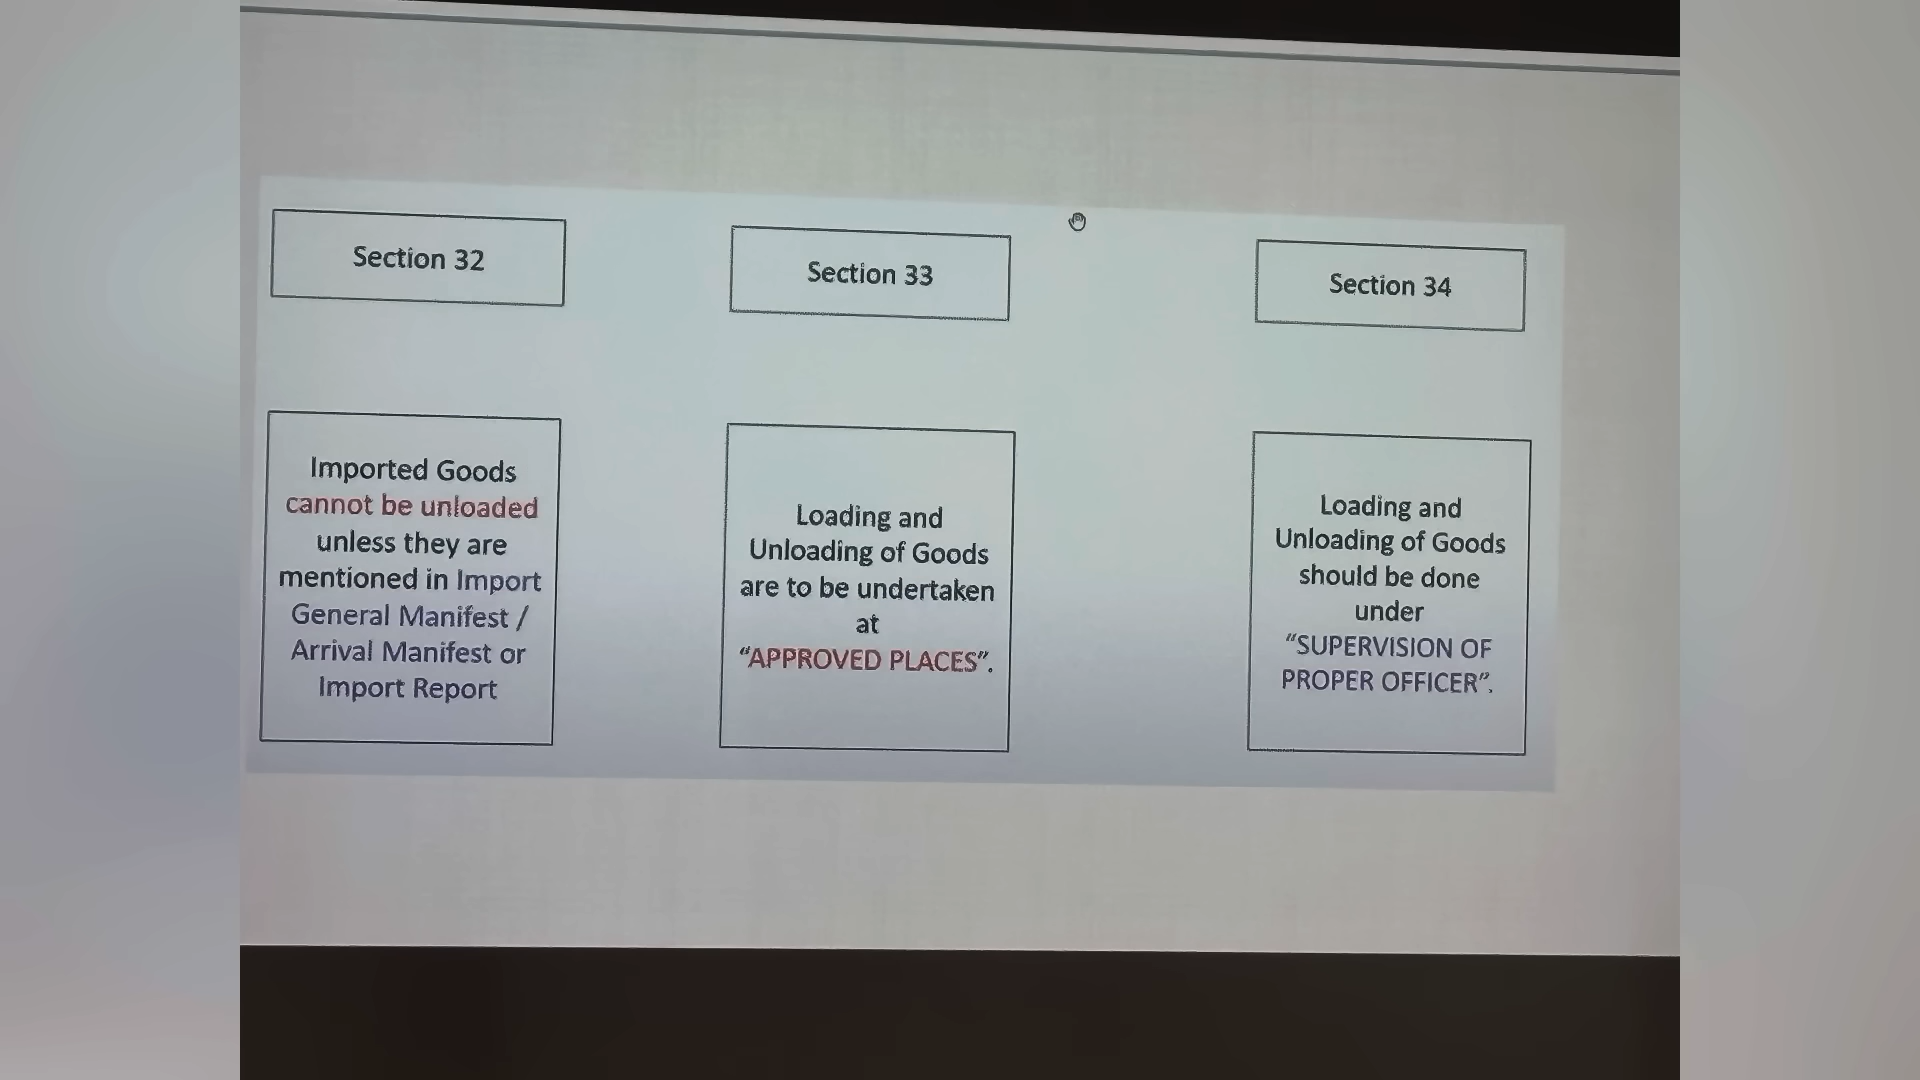 Section 32
Section 33
Section 34
Imported Goods
cannot be unloaded
unless they are
mentioned in Import
General Manifest /
Arrival Manifest or
Import Report
Loading and
Unloading of Goods
are to be undertaken
at
“APPROVED PLACES”.
Loading and
Unloading of Goods
should be done
under
“SUPERVISION OF
PROPER OFFICER”.